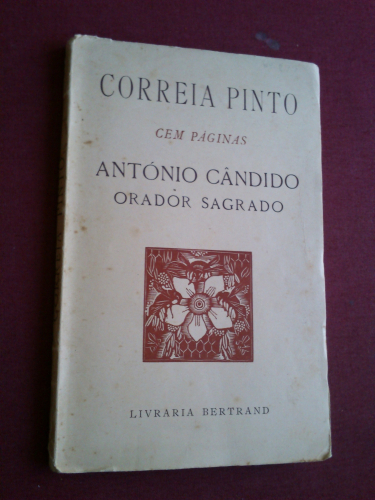 CORREIA PINTO
CEM PÁGINAS
ANTÓNIO CÂNDIDO
ORADOR SAGRADO
LIVRARIA BERTRAND